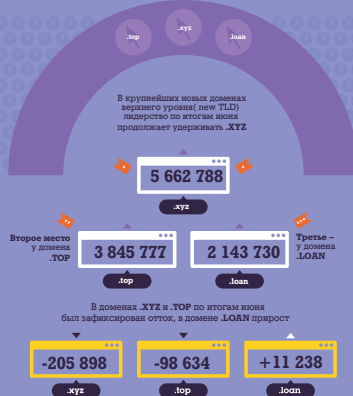 .top
.xyz
.loan
В крупнейших новых доменах
верхнего уровня( new TLD)
лидерство по итогам июня
продолжает удерживать .XYZ
5 662 788
.xyz
Второе место
у домена
.TOP
3 845 777
.top
2 143 730
.loan
Третье –
у домена
.LOAN
В доменах .XYZ и .TOP по итогам июня
был зафиксирован отток, в домене .LOAN прирост
-205 898
.xyz
-98 634
.top
+11 238
.loan